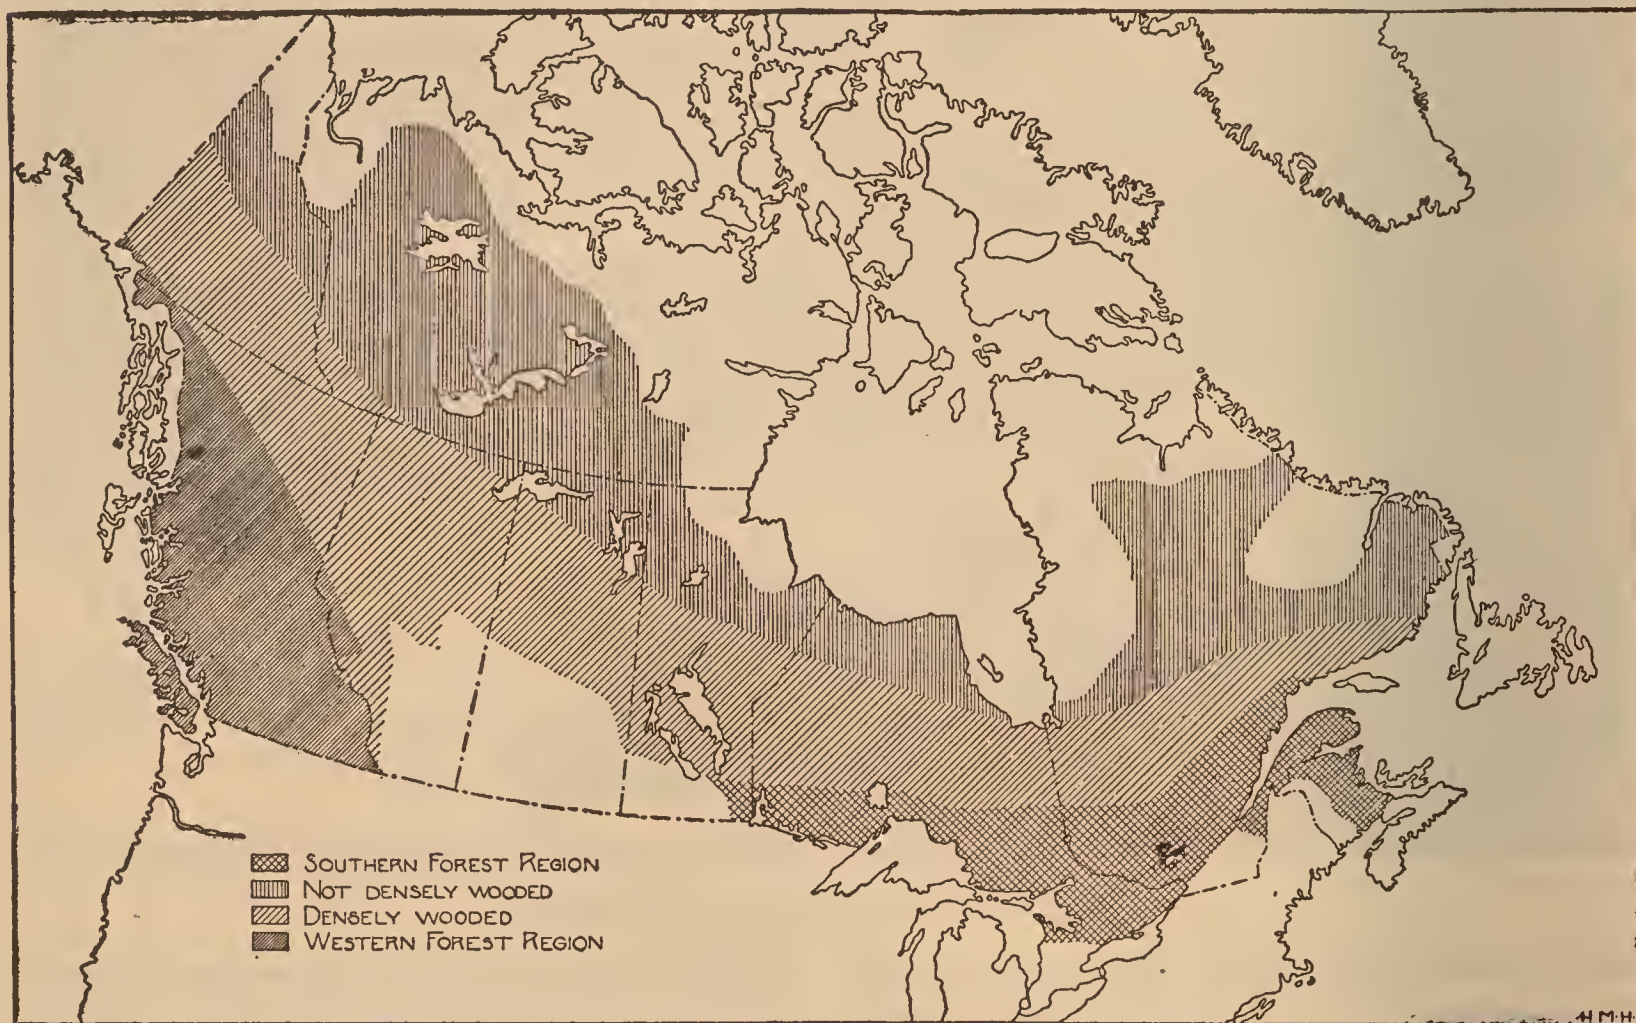 SOUTHERN FOREST REGION
NOT DENSELY WOODED
DENSELY WOODED
WESTERN FOREST REGION
H.M.H.